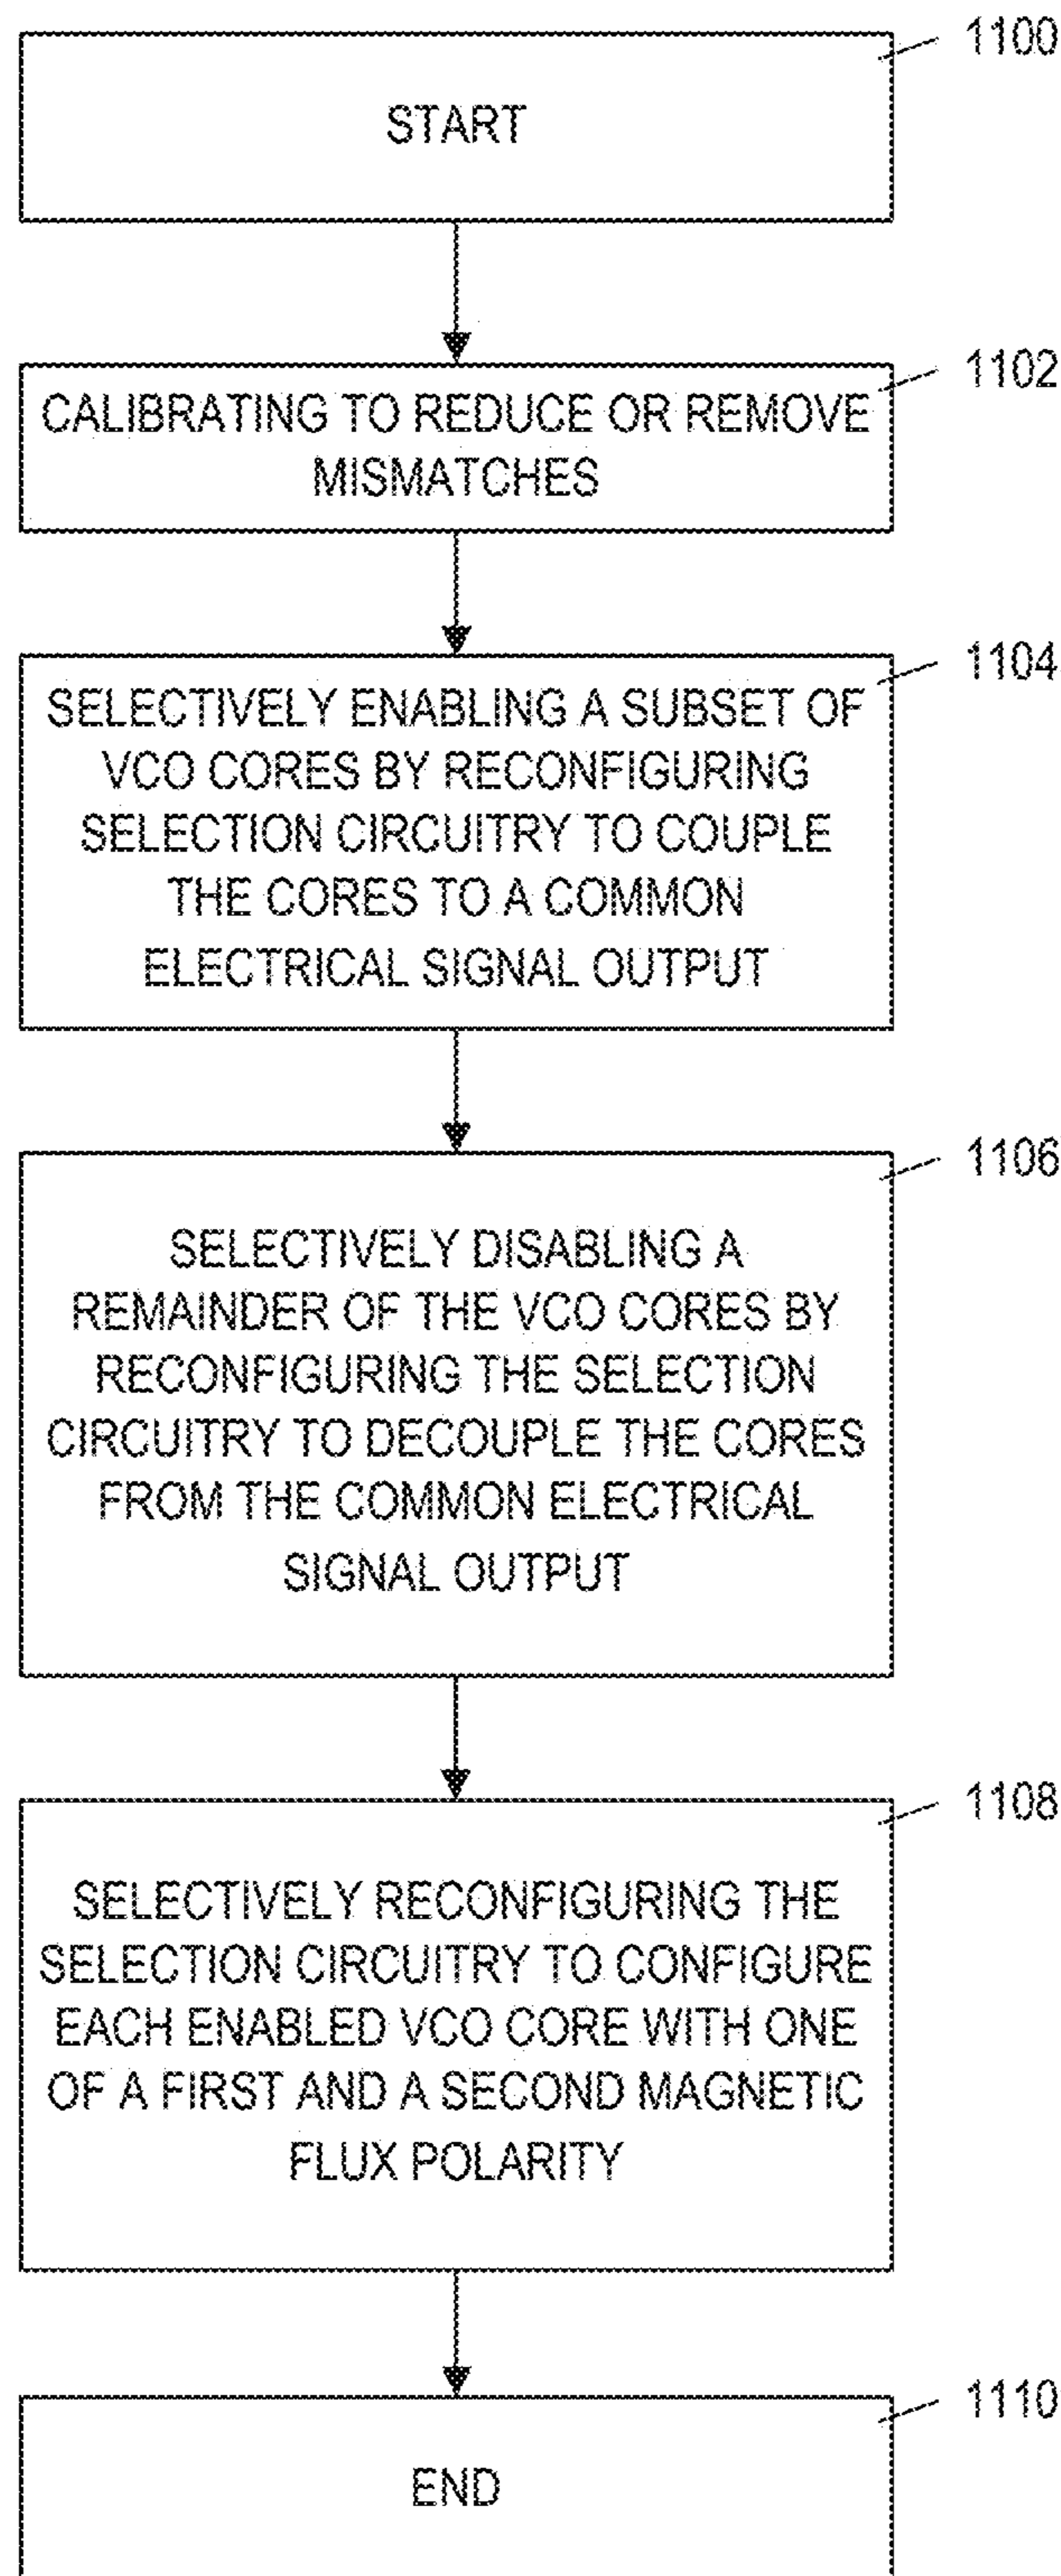 1100
START
1102
CALIBRATING TO REDUCE OR REMOVE
MISMATCHES
1104
SELECTIVELY ENABLING A SUBSET OF
VCO CORES BY RECONFIGURING
SELECTION CIRCUITRY TO COUPLE
THE CORES TO A COMMON
ELECTRICAL SIGNAL OUTPUT
1106
SELECTIVELY DISABLING A
REMAINDER OF THE VCO CORES BY
RECONFIGURING THE SELECTION
CIRCUITRY TO DECOUPLE THE CORES
FROM THE COMMON ELECTRICAL
SIGNAL OUTPUT
1108
SELECTIVELY RECONFIGURING THE
SELECTION CIRCUITRY TO CONFIGURE
EACH ENABLED VCO CORE WITH ONE
OF A FIRST AND A SECOND MAGNETIC
FLUX POLARITY
1110
END